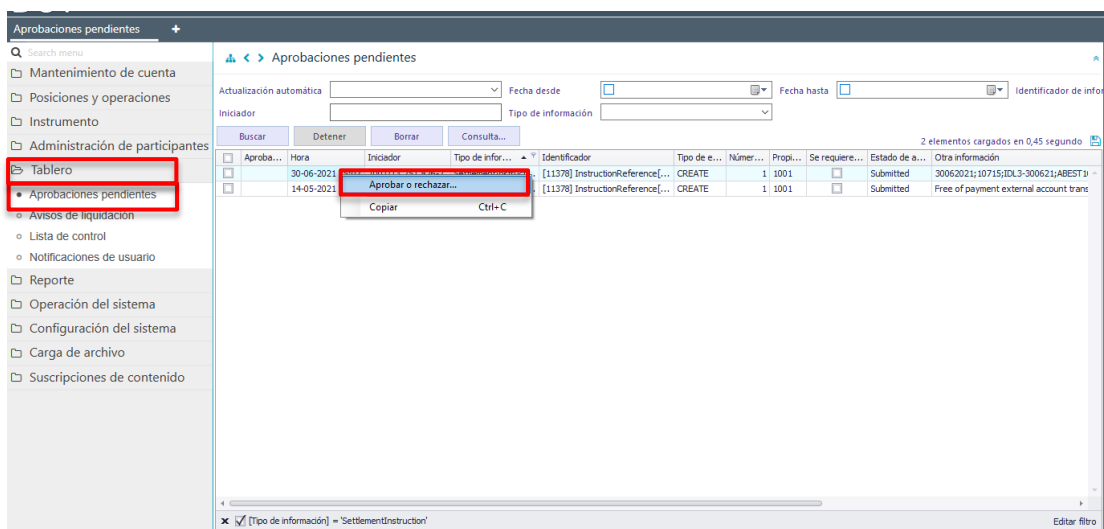 Aprobaciones pendientes +
Search menu
Mantenimiento de cuenta
Posiciones y operaciones
Instrumento
Administración de participantes
Tablero
Aprobaciones pendientes
Avisos de liquidación
Lista de control
Notificaciones de usuario
Reporte
Operación del sistema
Configuración del sistema
Carga de archivo
Suscripciones de contenido
Aprobaciones pendientes
Actualización automática Fecha desde Fecha hasta Identificador de infor
Iniciador Tipo de información
Buscar Detener Borrar Consulta...
2 elementos cargados en 0,45 segundo
Aproba... Hora Iniciador Tipo de infor... Identificador Tipo de e... Númer... Propi... Se requiere... Estado de a... Otra información
30-06-2021 [11378] InstructionReference[... CREATE 1 1001 Submitted 30062021;10715;IDL3-300621;ABEST1
14-05-2021 [11378] InstructionReference[... CREATE 1 1001 Submitted Free of payment external account trans
Aprobar o rechazar...
Copiar Ctrl+C
[Tipo de información] = 'SettlementInstruction' Editar filtro